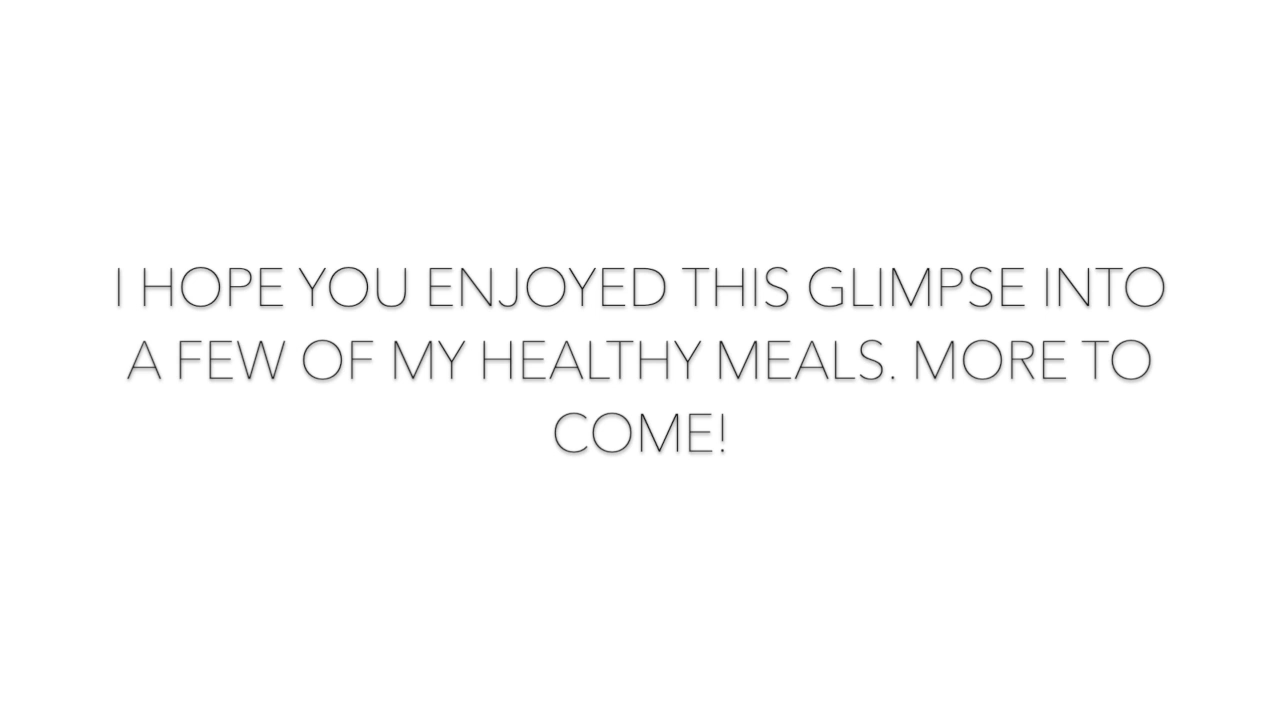 I HOPE YOU ENJOYED THIS GLIMPSE INTO
A FEW OF MY HEALTHY MEALS. MORE TO
COME!